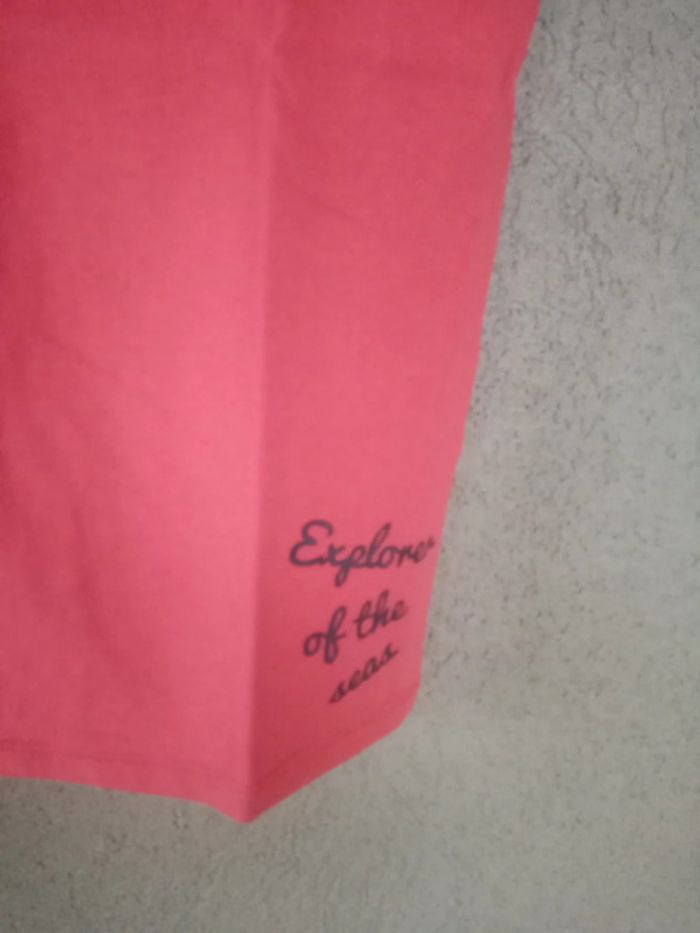 Explorer
of the
seas